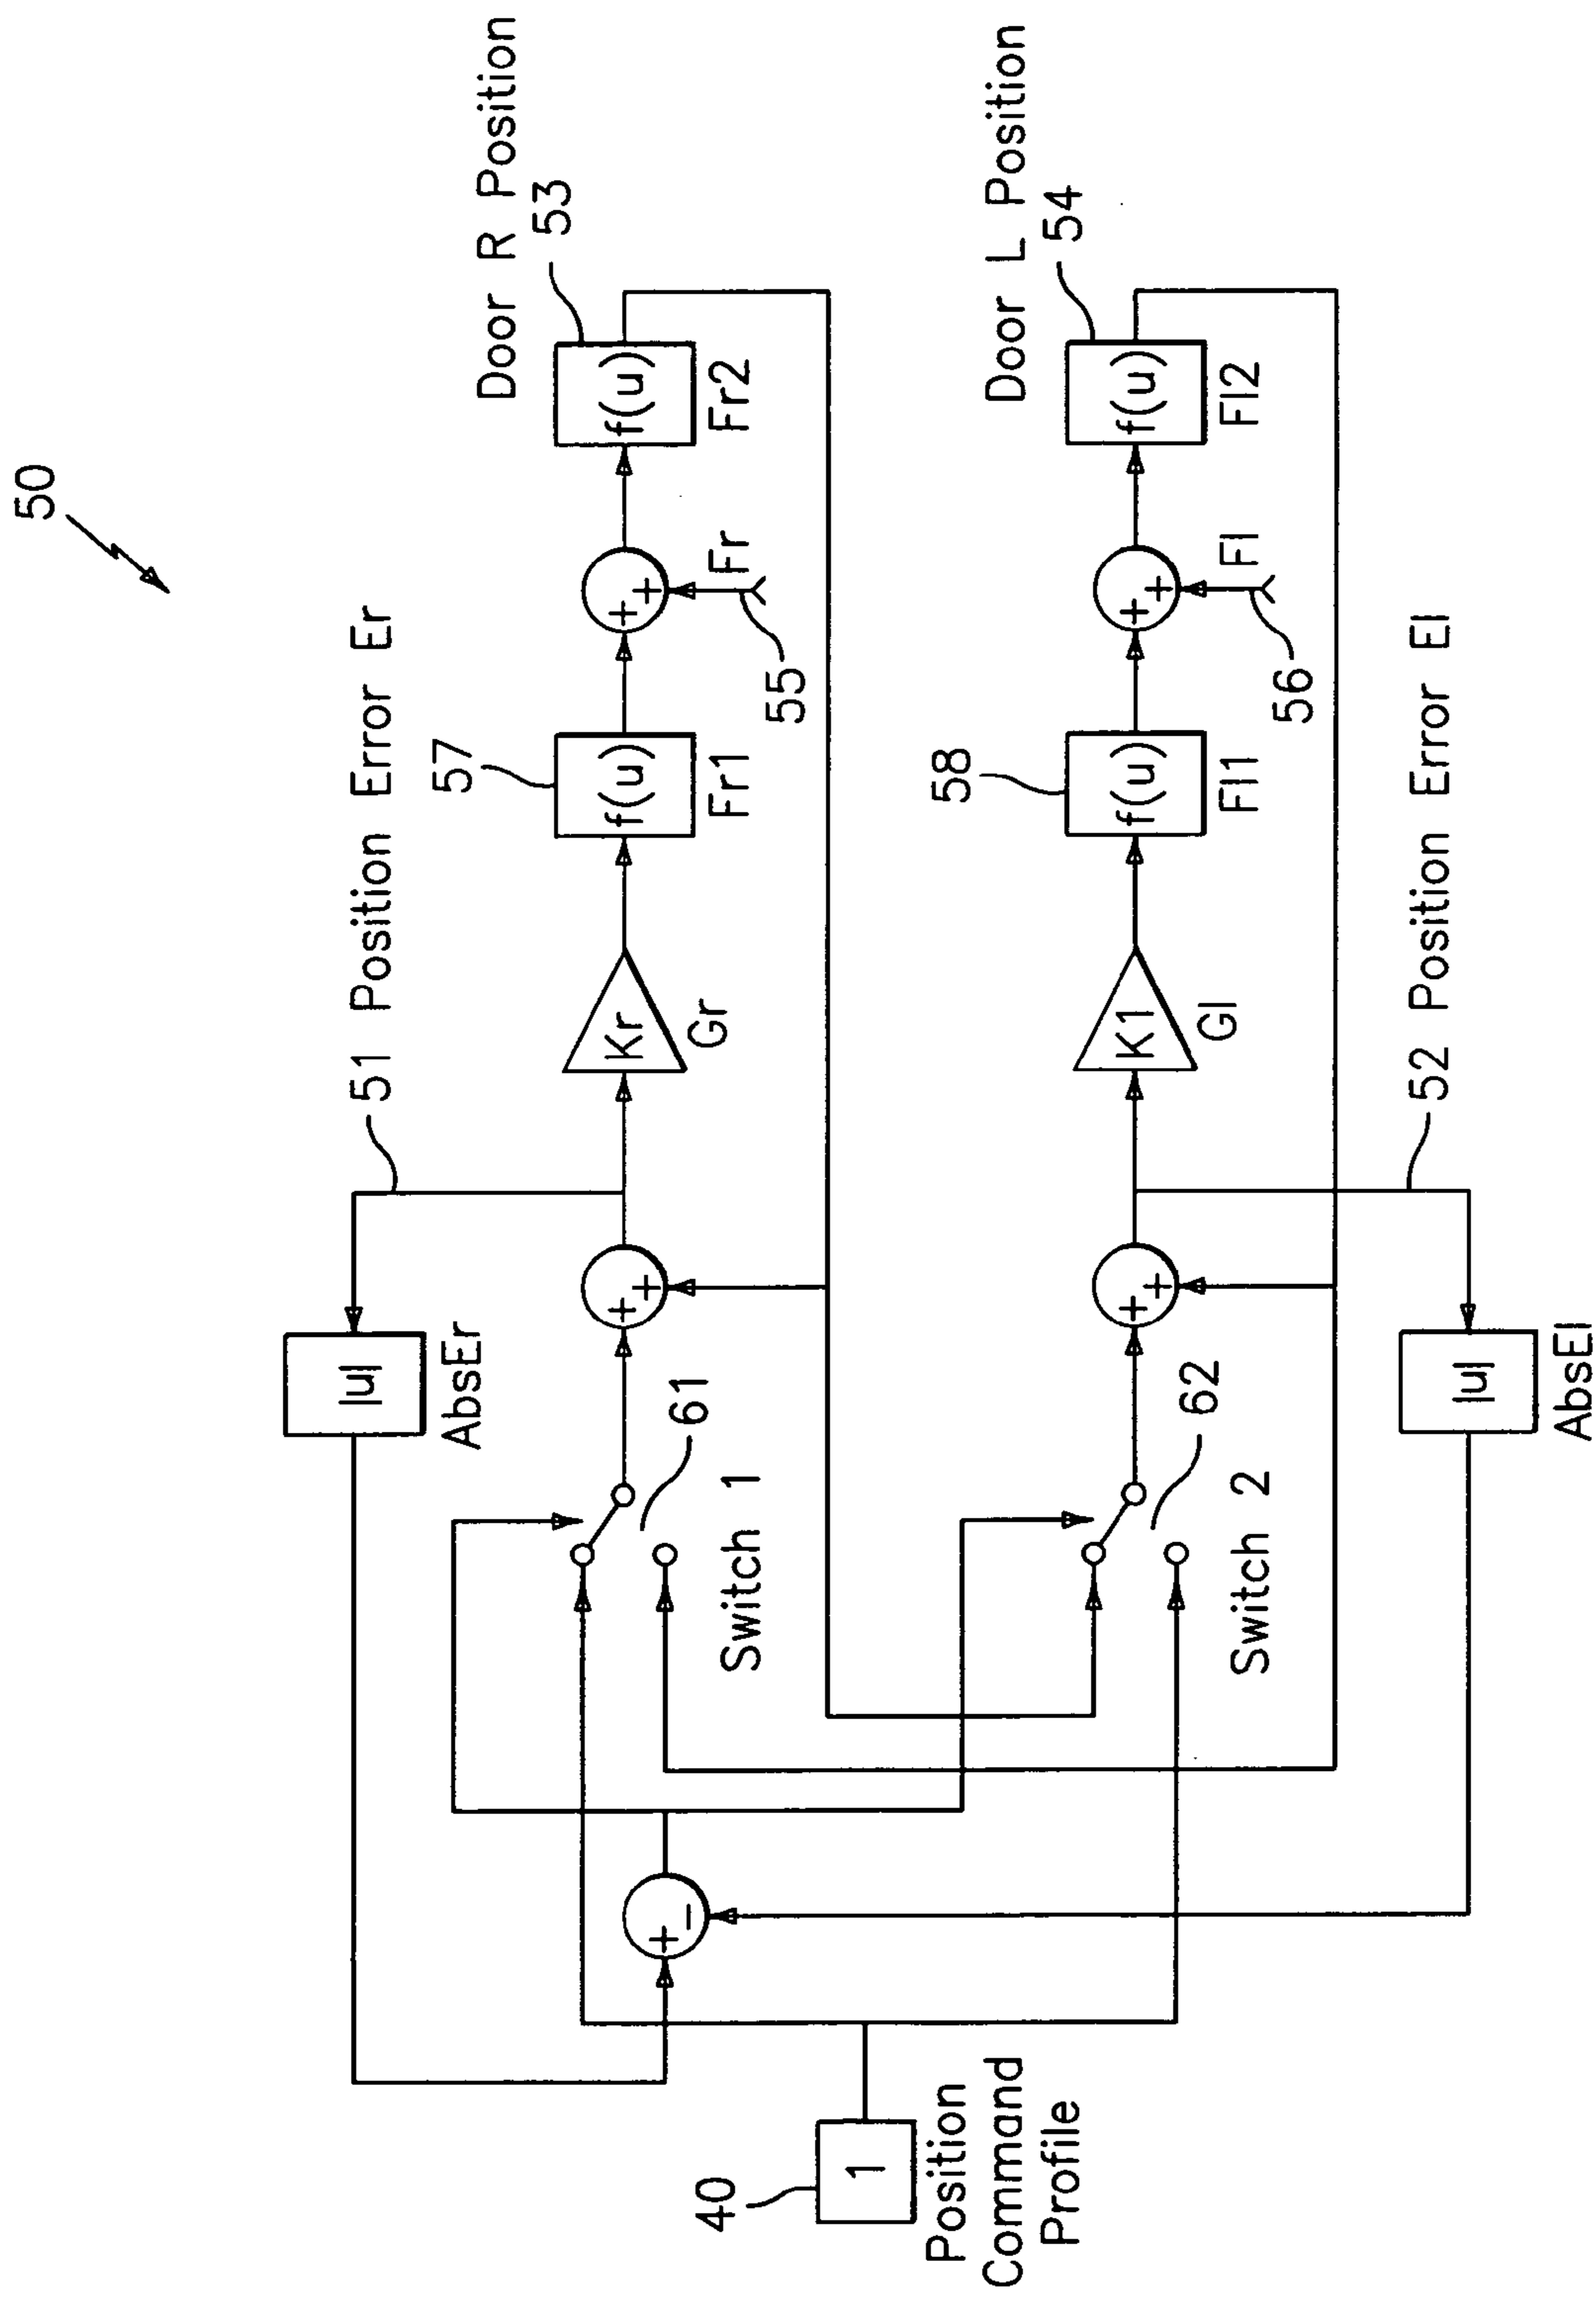 50
51 Position Error Er
Door R Position
53
57
|u|
AbsEr
Kr
Gr
f(u)
Fr1
+
+
Fr
55
f(u)
Fr2
+
+
61
Switch 1
+
−
40
1
Position
Command
Profile
Door L Position
54
58
K1
Gl
f(u)
Fl1
+
+
Fl
56
f(u)
Fl2
+
+
62
Switch 2
52 Position Error El
|u|
AbsEl